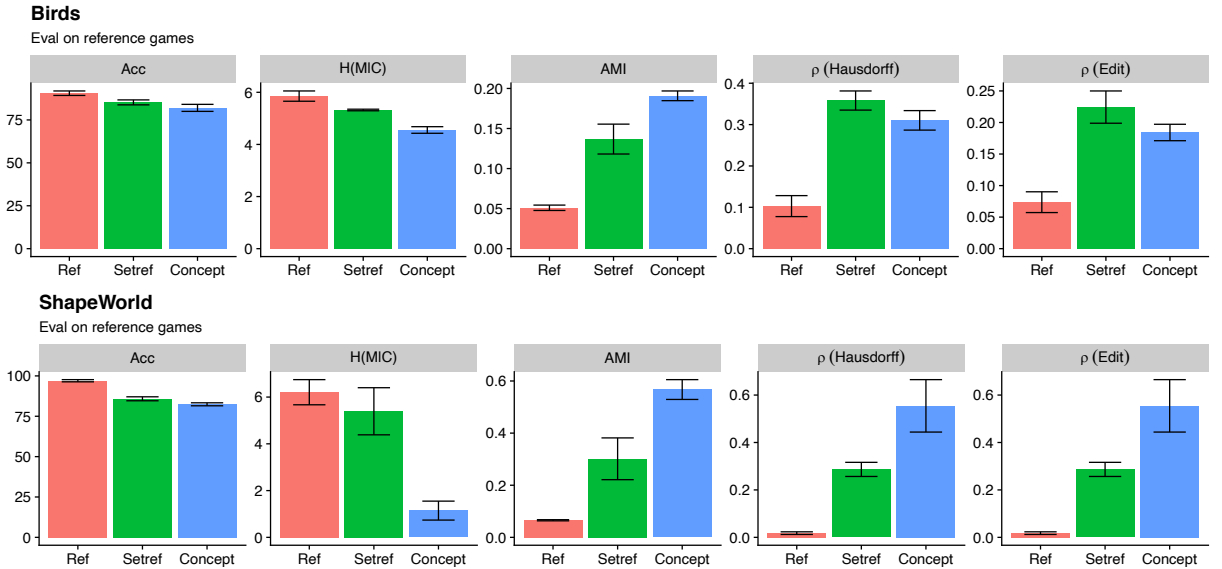 Birds
Eval on reference games
Acc
H(MIC)
AMI
ρ (Hausdorff)
ρ (Edit)
0
25
50
75
0
2
4
6
0.00
0.05
0.10
0.15
0.20
0.0
0.1
0.2
0.3
0.4
0.00
0.05
0.10
0.15
0.20
0.25
Ref Setref Concept
Ref Setref Concept
Ref Setref Concept
Ref Setref Concept
Ref Setref Concept
ShapeWorld
Eval on reference games
Acc
H(MIC)
AMI
ρ (Hausdorff)
ρ (Edit)
0
25
50
75
100
0
2
4
6
0.0
0.2
0.4
0.6
0.0
0.2
0.4
0.6
0.0
0.2
0.4
0.6
Ref Setref Concept
Ref Setref Concept
Ref Setref Concept
Ref Setref Concept
Ref Setref Concept